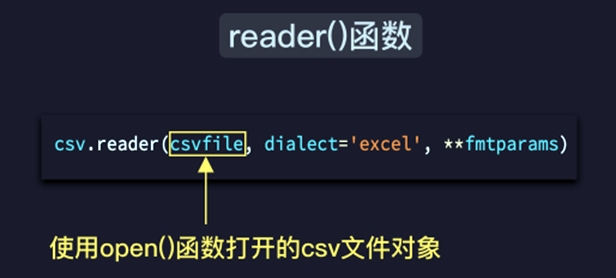 reader()函数
csv.reader(csvfile, dialect='excel', **fmtparams)
使用open()函数打开的csv文件对象